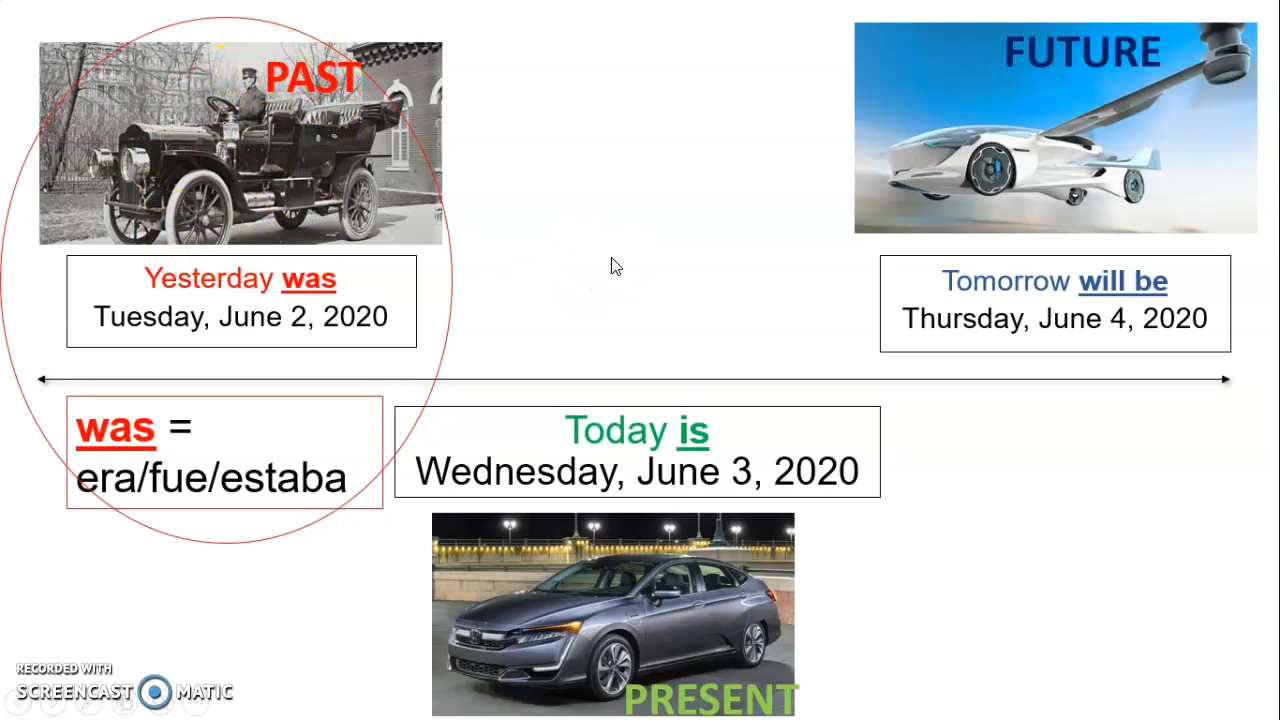 PAST
FUTURE
Yesterday was
Tuesday, June 2, 2020
Tomorrow will be
Thursday, June 4, 2020
was =
era/fue/estaba
Today is
Wednesday, June 3, 2020
PRESENT
RECORDED WITH
SCREENCAST MATIC